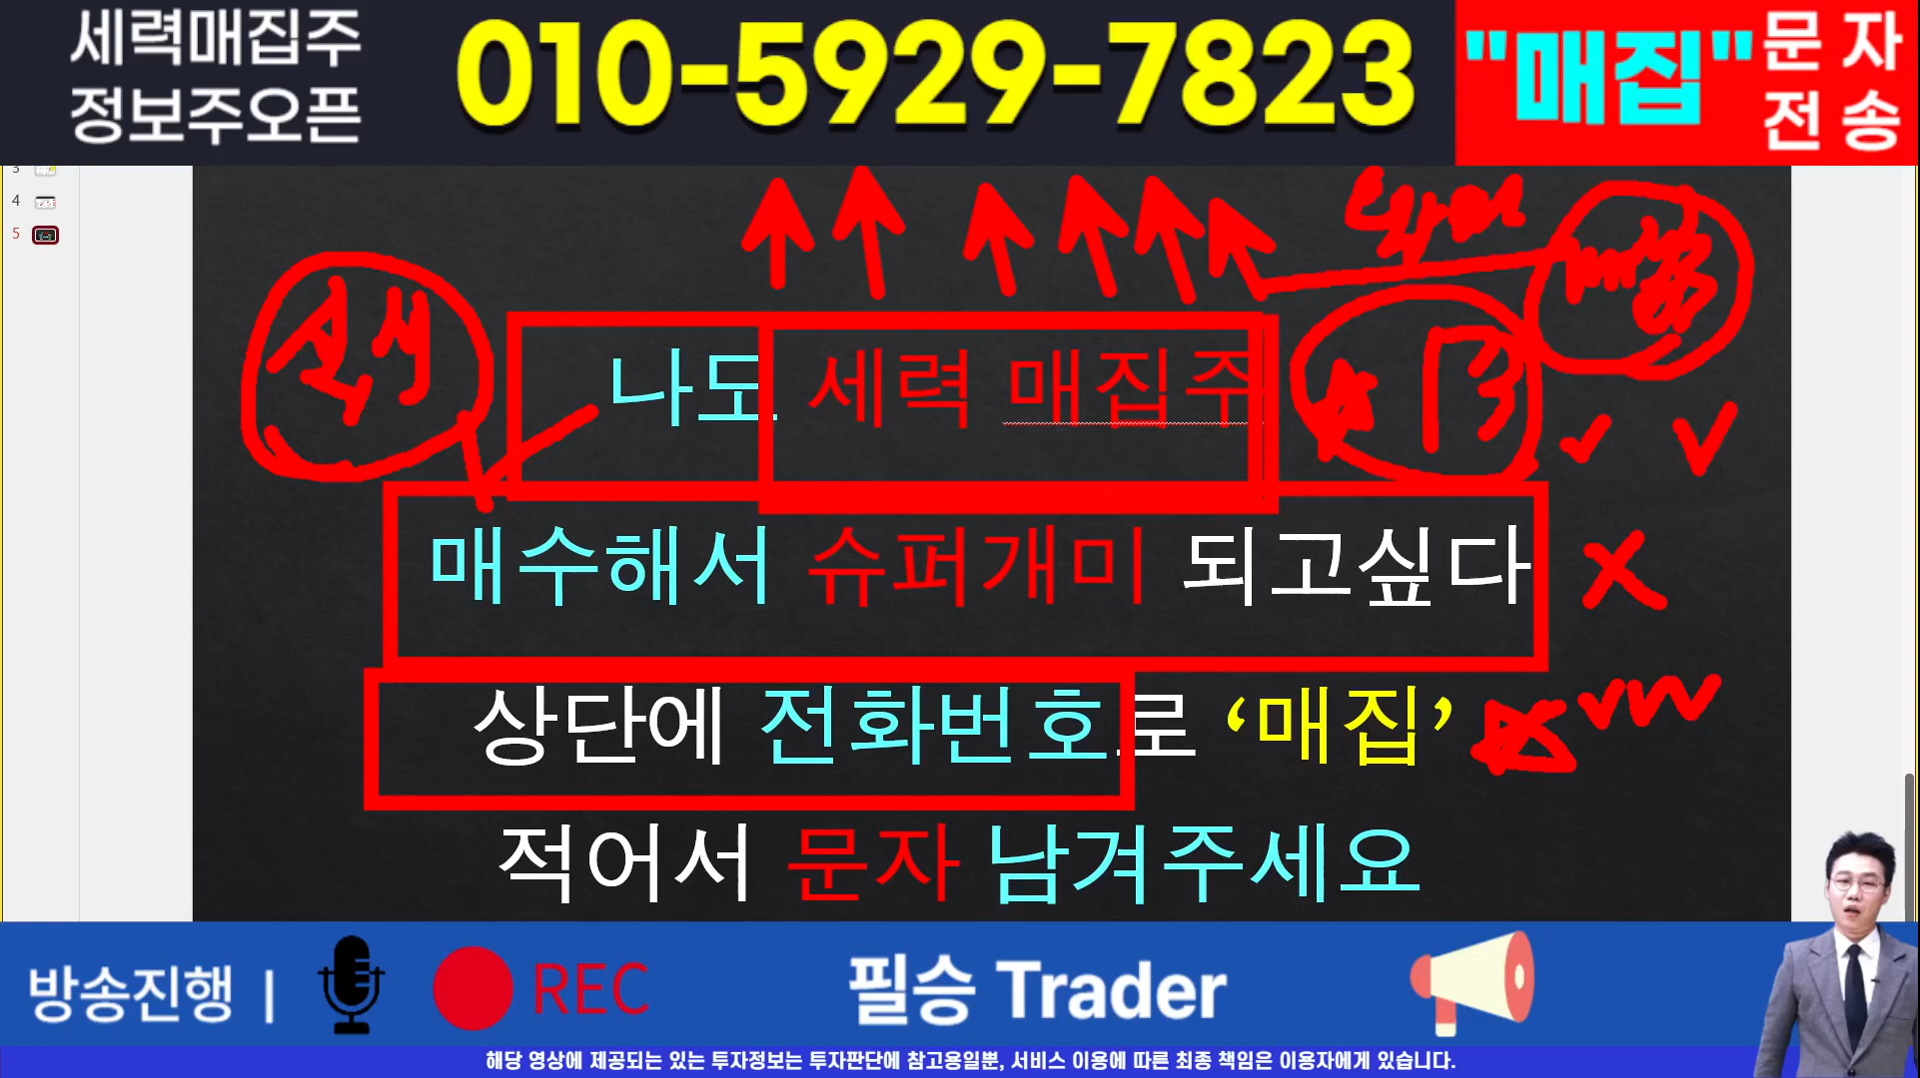 세력매집주
정보주오픈
010-5929-7823
"매집"
문자
전송
3
4
5
나도 세력 매집주
매수해서 슈퍼개미 되고싶다
상단에 전화번호로 ‘매집’
적어서 문자 남겨주세요
방송진행 |
REC
필승 Trader
해당 영상에 제공되는 있는 투자정보는 투자판단에 참고용일뿐, 서비스 이용에 따른 최종 책임은 이용자에게 있습니다.